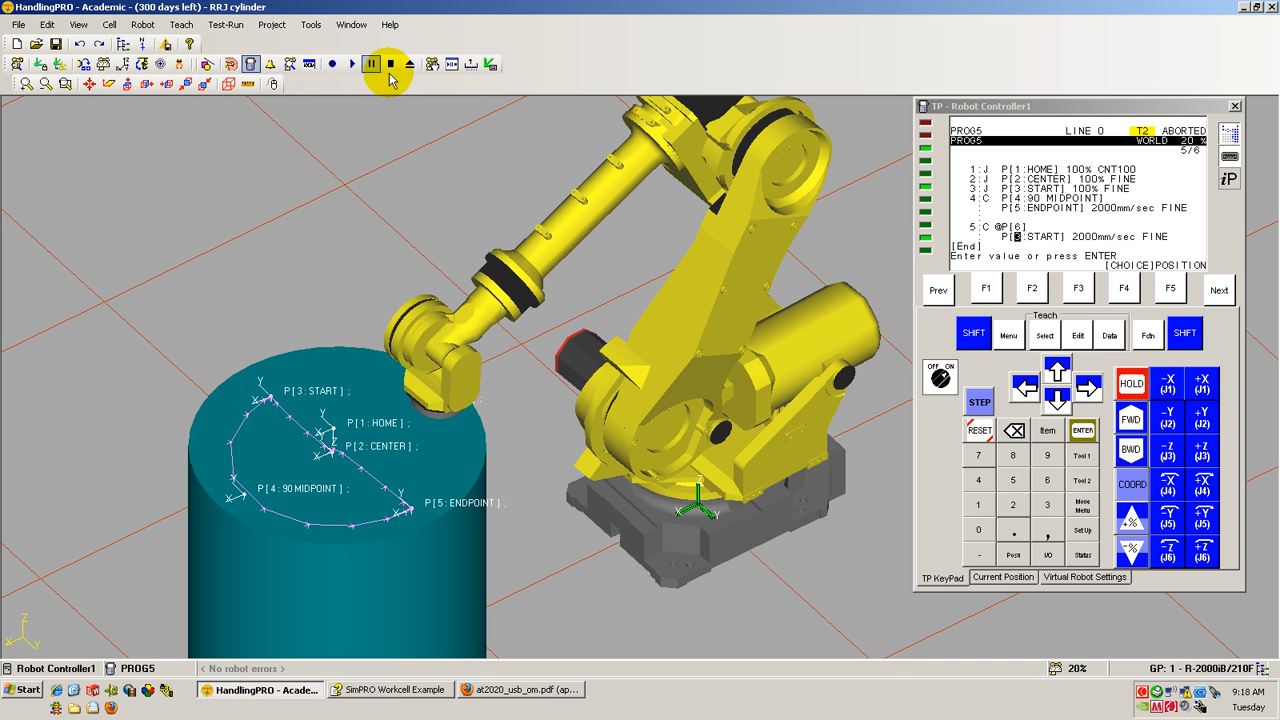 HandlingPRO - Academic - (300 days left) - RRJ cylinder
File Edit View Cell Robot Teach Test-Run Project Tools Window Help
TP - Robot Controller1
PROG5 LINE 0 T2 ABORTED
PROG5 WORLD 20 %
5/6
1:J P[1:HOME] 100% CNT100
2:J P[2:CENTER] 100% FINE
3:J P[3:START] 100% FINE
4:C P[4:90 MIDPOINT]
: P[5:ENDPOINT] 2000mm/sec FINE
5:C @P[6]
: P[3:START] 2000mm/sec FINE
[End]
Enter value or press ENTER
[CHOICE]POSITION
iP
Prev F1 F2 F3 F4 F5 Next
Teach
SHIFT Menu Select Edit Data Fctn SHIFT
OFF ON
STEP
HOLD -X (J1) +X (J1)
RESET Item ENTER FWD -Y (J2) +Y (J2)
7 8 9 Tool 1 BWD -Z (J3) +Z (J3)
4 5 6 Tool 2 COORD -X (J4) +X (J4)
1 2 3 Move Menu +% -Y (J5) +Y (J5)
0 . , Set Up
- Posn I/O Status -% -Z (J6) +Z (J6)
TP KeyPad Current Position Virtual Robot Settings
Y
X
P[3:START] ;
Y
X
P[1:HOME] ;
Z
X
P[2:CENTER] ;
X
P[4:90 MIDPOINT] ;
Y
X
P[5:ENDPOINT] ;
Z
X Y
Z
X Y
Robot Controller1 PROG5 < No robot errors > 20% GP: 1 - R-2000iB/210F
Start HandlingPRO - Acade... SimPRO Workcell Example at2020_usb_om.pdf (ap...
9:18 AM
Tuesday